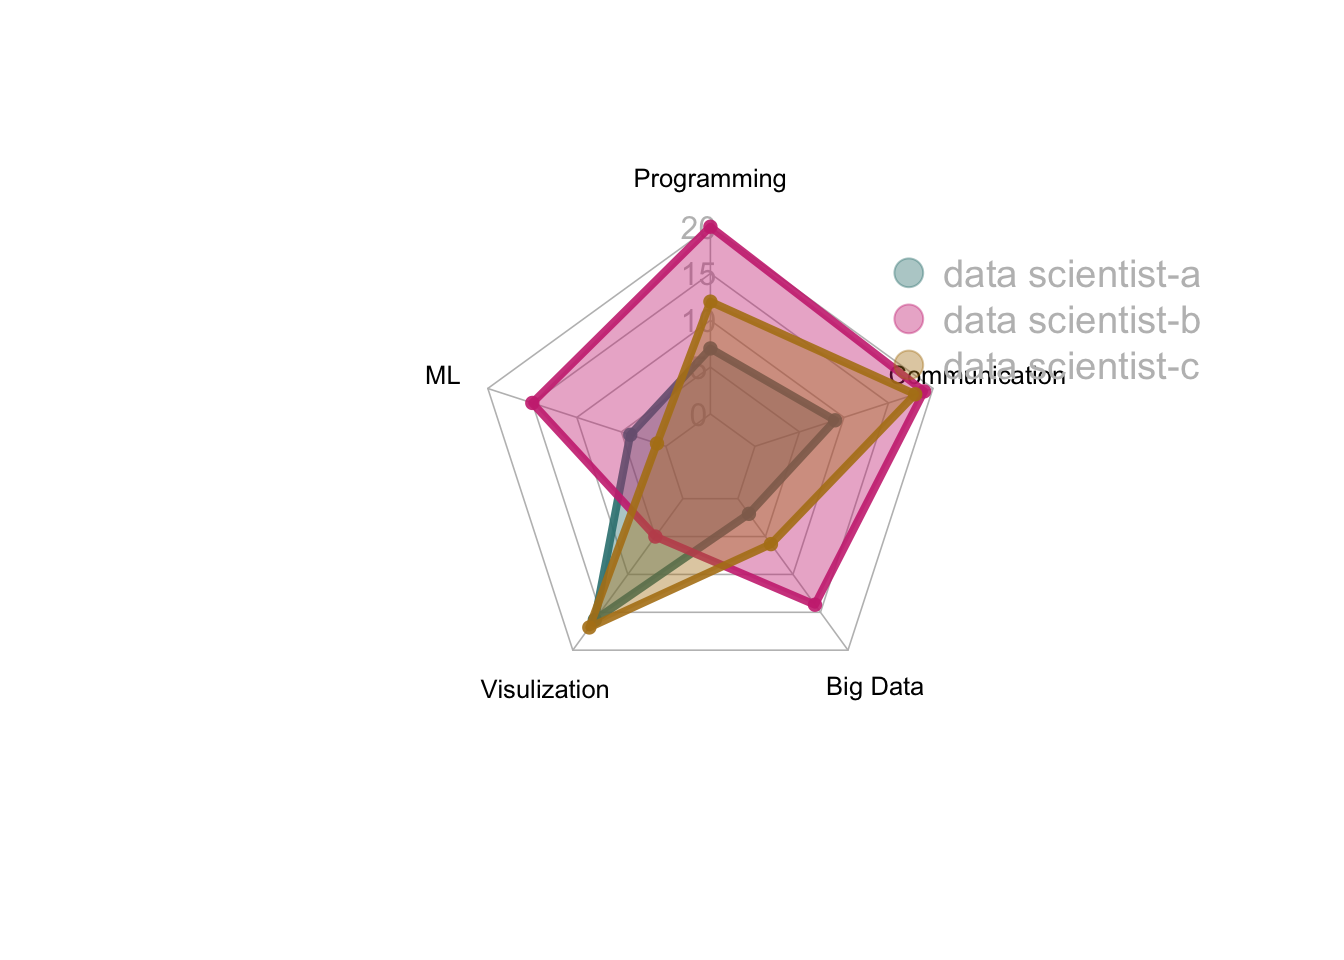 Programming
20
15
10
5
0
data scientist-a
data scientist-b
data scientist-c
Communication
ML
Visulization
Big Data